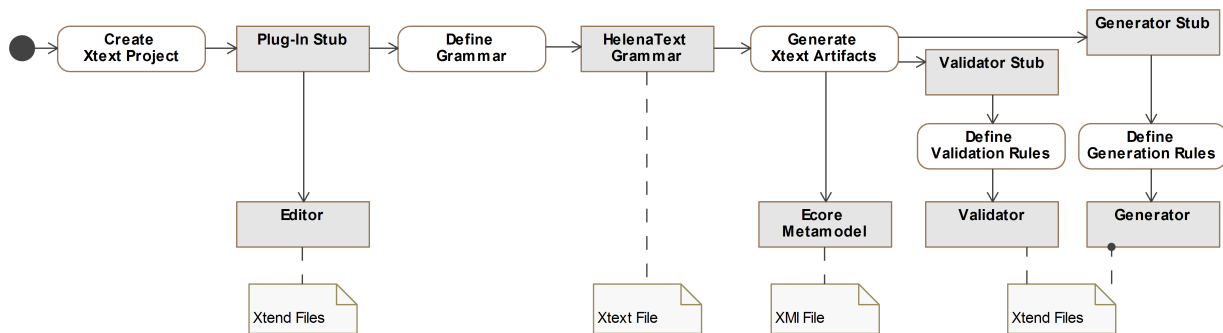 Create
Xtext Project
Plug-In Stub
Define
Grammar
HelenaText
Grammar
Generate
Xtext Artifacts
Validator Stub
Generator Stub
Define
Validation Rules
Define
Generation Rules
Editor
Ecore
Metamodel
Validator
Generator
Xtend Files
Xtext File
XMI File
Xtend Files